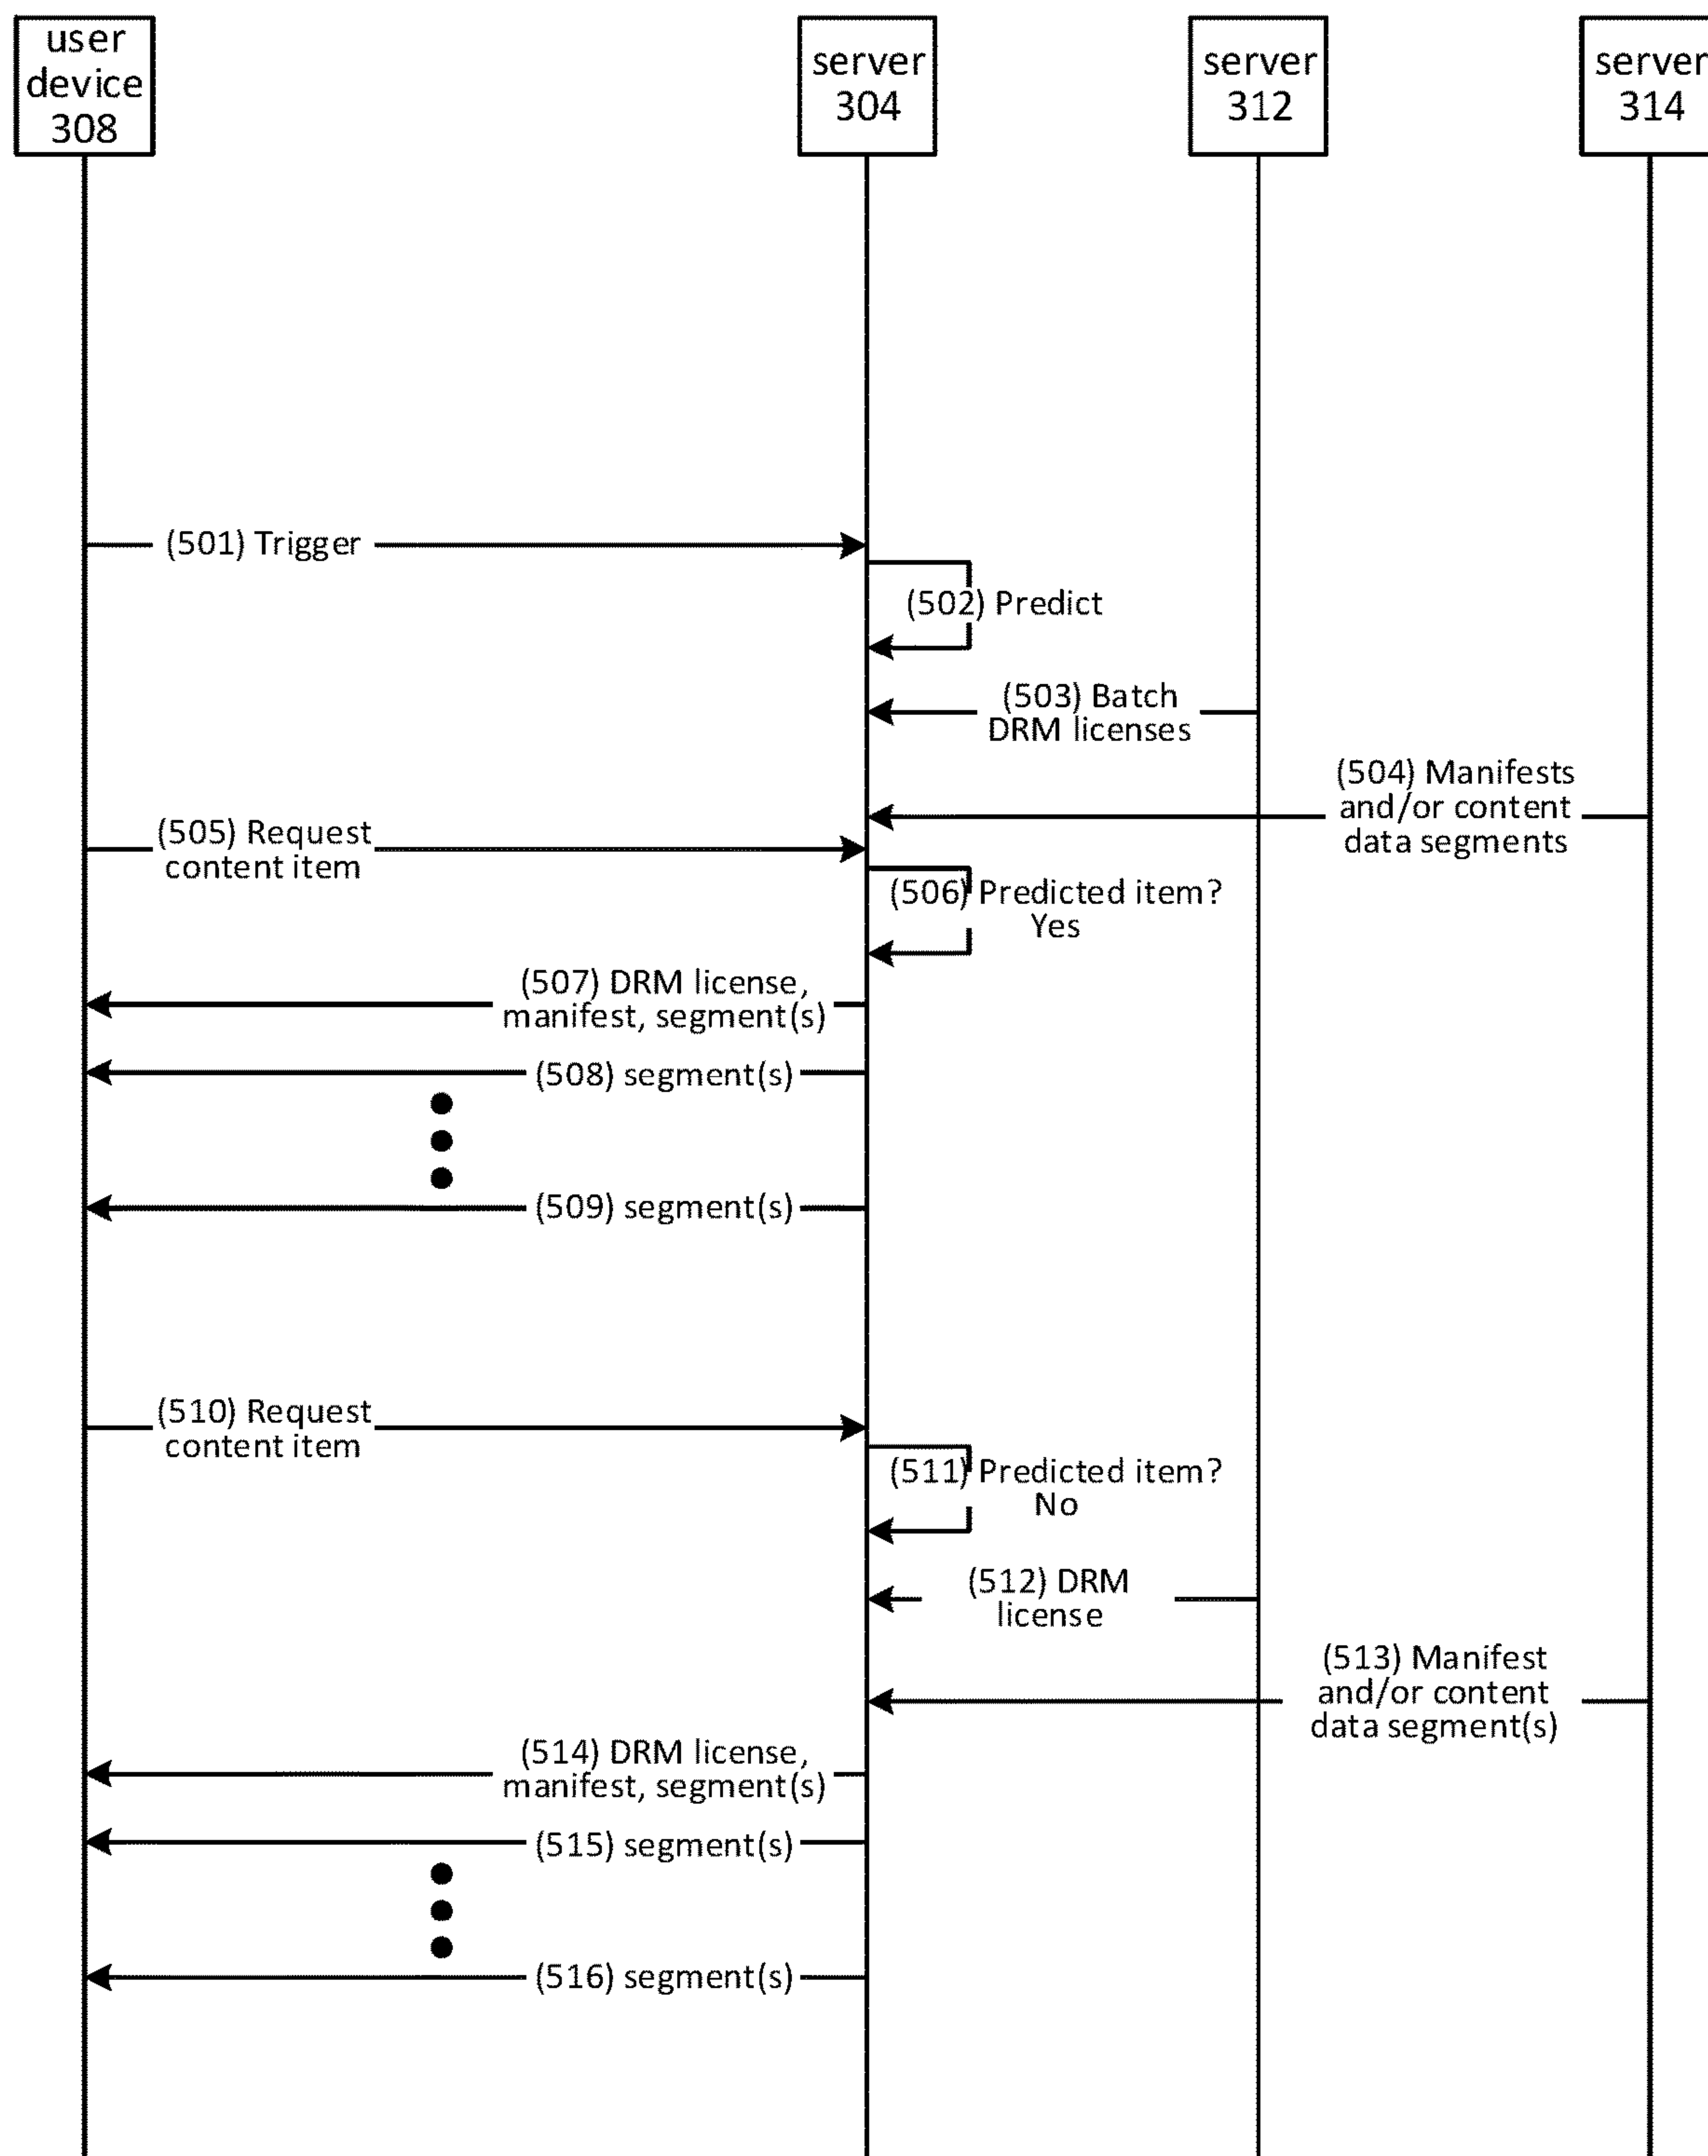 user
device
308
server
304
server
312
server
314
(501) Trigger
(502) Predict
(503) Batch
DRM licenses
(504) Manifests
and/or content
data segments
(505) Request
content item
(506) Predicted item?
Yes
(507) DRM license,
manifest, segment(s)
(508) segment(s)
(509) segment(s)
(510) Request
content item
(511) Predicted item?
No
(512) DRM
license
(513) Manifest
and/or content
data segment(s)
(514) DRM license,
manifest, segment(s)
(515) segment(s)
(516) segment(s)